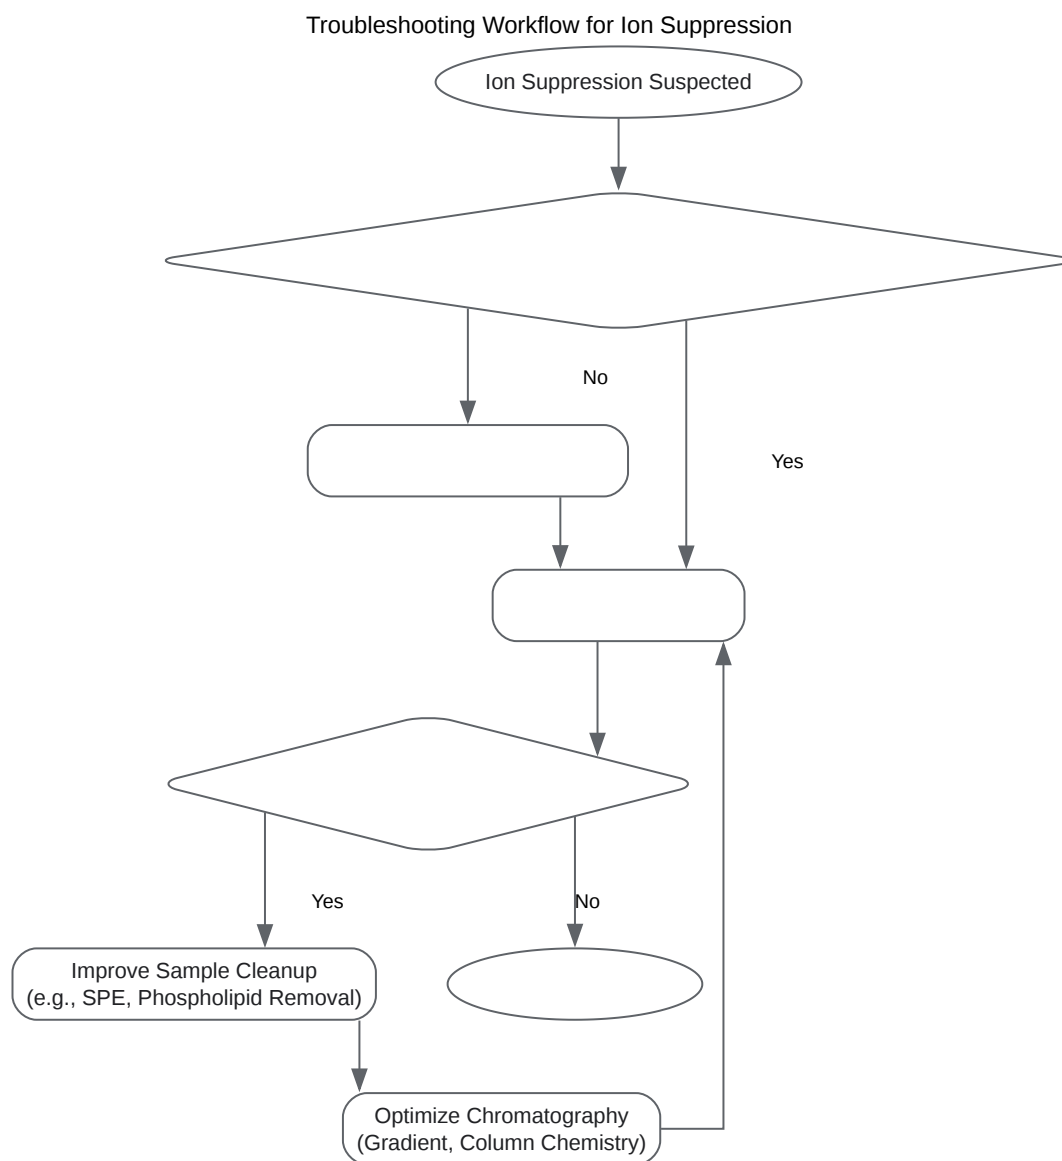 Troubleshooting Workflow for Ion Suppression
Ion Suppression Suspected
No
Yes
Yes
No
Improve Sample Cleanup
(e.g., SPE, Phospholipid Removal)
Optimize Chromatography
(Gradient, Column Chemistry)